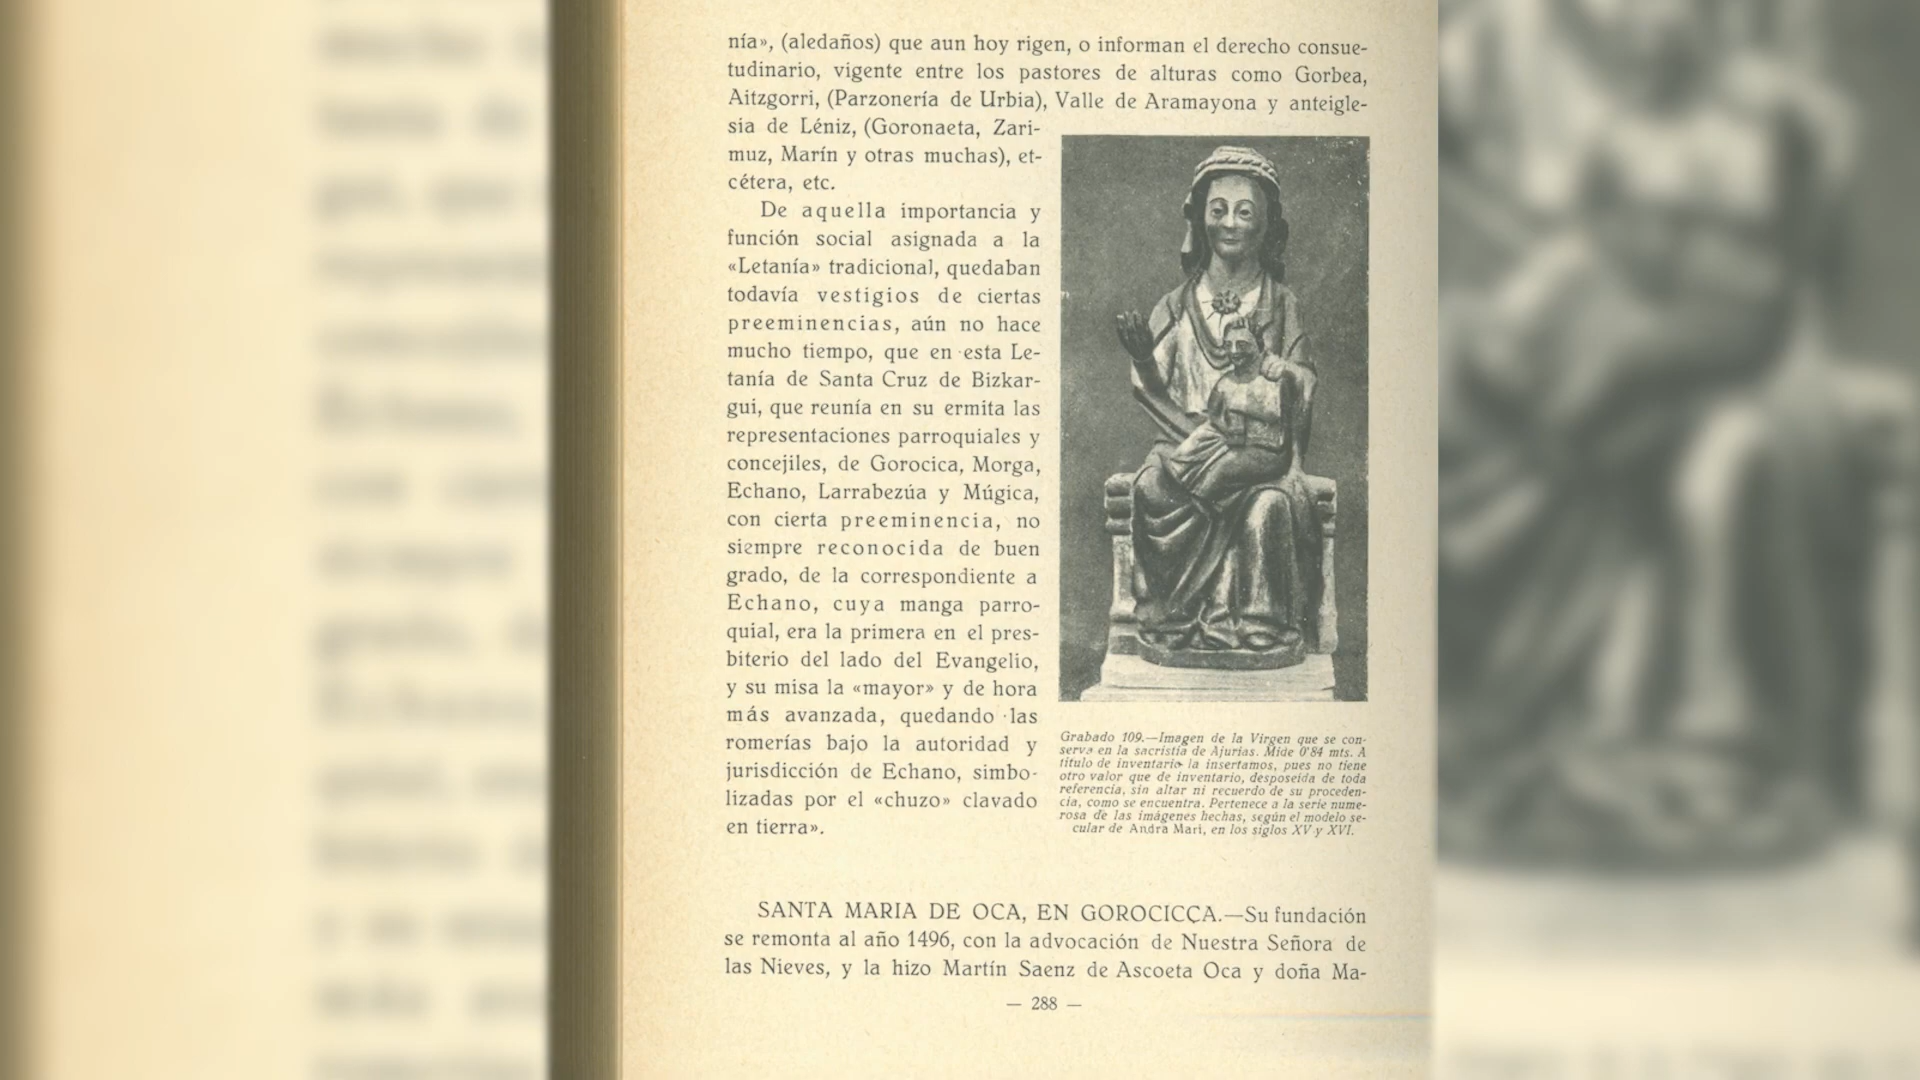 nía», (aledaños) que aun hoy rigen, o informan el derecho consue-
tudinario, vigente entre los pastores de alturas como Gorbea,
Aitzgorri, (Parzonería de Urbia), Valle de Aramayona y anteigle-
sia de Léniz, (Goronaeta, Zari-
muz, Marín y otras muchas), et-
cétera, etc.
De aquella importancia y
función social asignada a la
«Letanía» tradicional, quedaban
todavía vestigios de ciertas
preeminencias, aún no hace
mucho tiempo, que en esta Le-
tanía de Santa Cruz de Bizkar-
gui, que reunía en su ermita las
representaciones parroquiales y
concejiles, de Gorocica, Morga,
Echano, Larrabezúa y Múgica,
con cierta preeminencia, no
siempre reconocida de buen
grado, de la correspondiente a
Echano, cuya manga parro-
quial, era la primera en el pres-
biterio del lado del Evangelio,
y su misa la «mayor» y de hora
más avanzada, quedando las
romerías bajo la autoridad y
jurisdicción de Echano, simbo-
lizadas por el «chuzo» clavado
en tierra».
Grabado 109.—Imagen de la Virgen que se con-
serva en la sacristía de Ajurias. Mide 0'84 mts. A
título de inventario la insertamos, pues no tiene
otro valor que de inventario, desposeída de toda
referencia, sin altar ni recuerdo de su proceden-
cia, como se encuentra. Pertenece a la serie nume-
rosa de las imágenes hechas, según el modelo se-
cular de Andra Mari, en los siglos XV y XVI.
SANTA MARIA DE OCA, EN GOROCICCA.—Su fundación
se remonta al año 1496, con la advocación de Nuestra Señora de
las Nieves, y la hizo Martín Saenz de Ascoeta Oca y doña Ma-
— 288 —